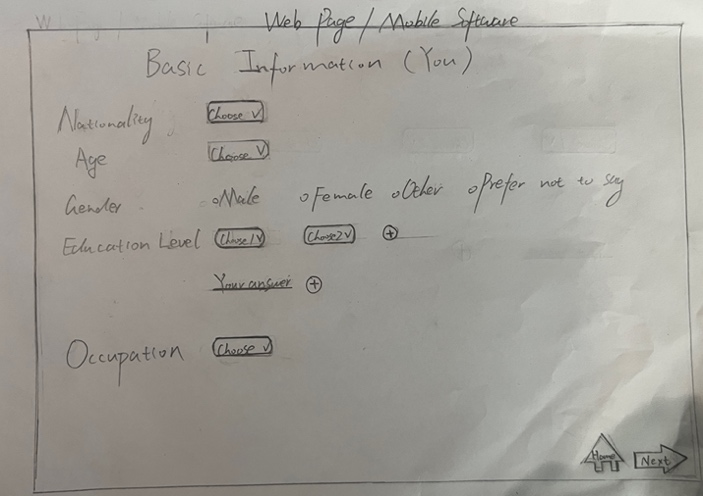 Web Page / Mobile Software
Basic Information (You)
Nationality Choose
Age Choose
Gender Male Female Other Prefer not to say
Education Level Choose1 Choose2
Your answer
Occupation Choose
Home Next